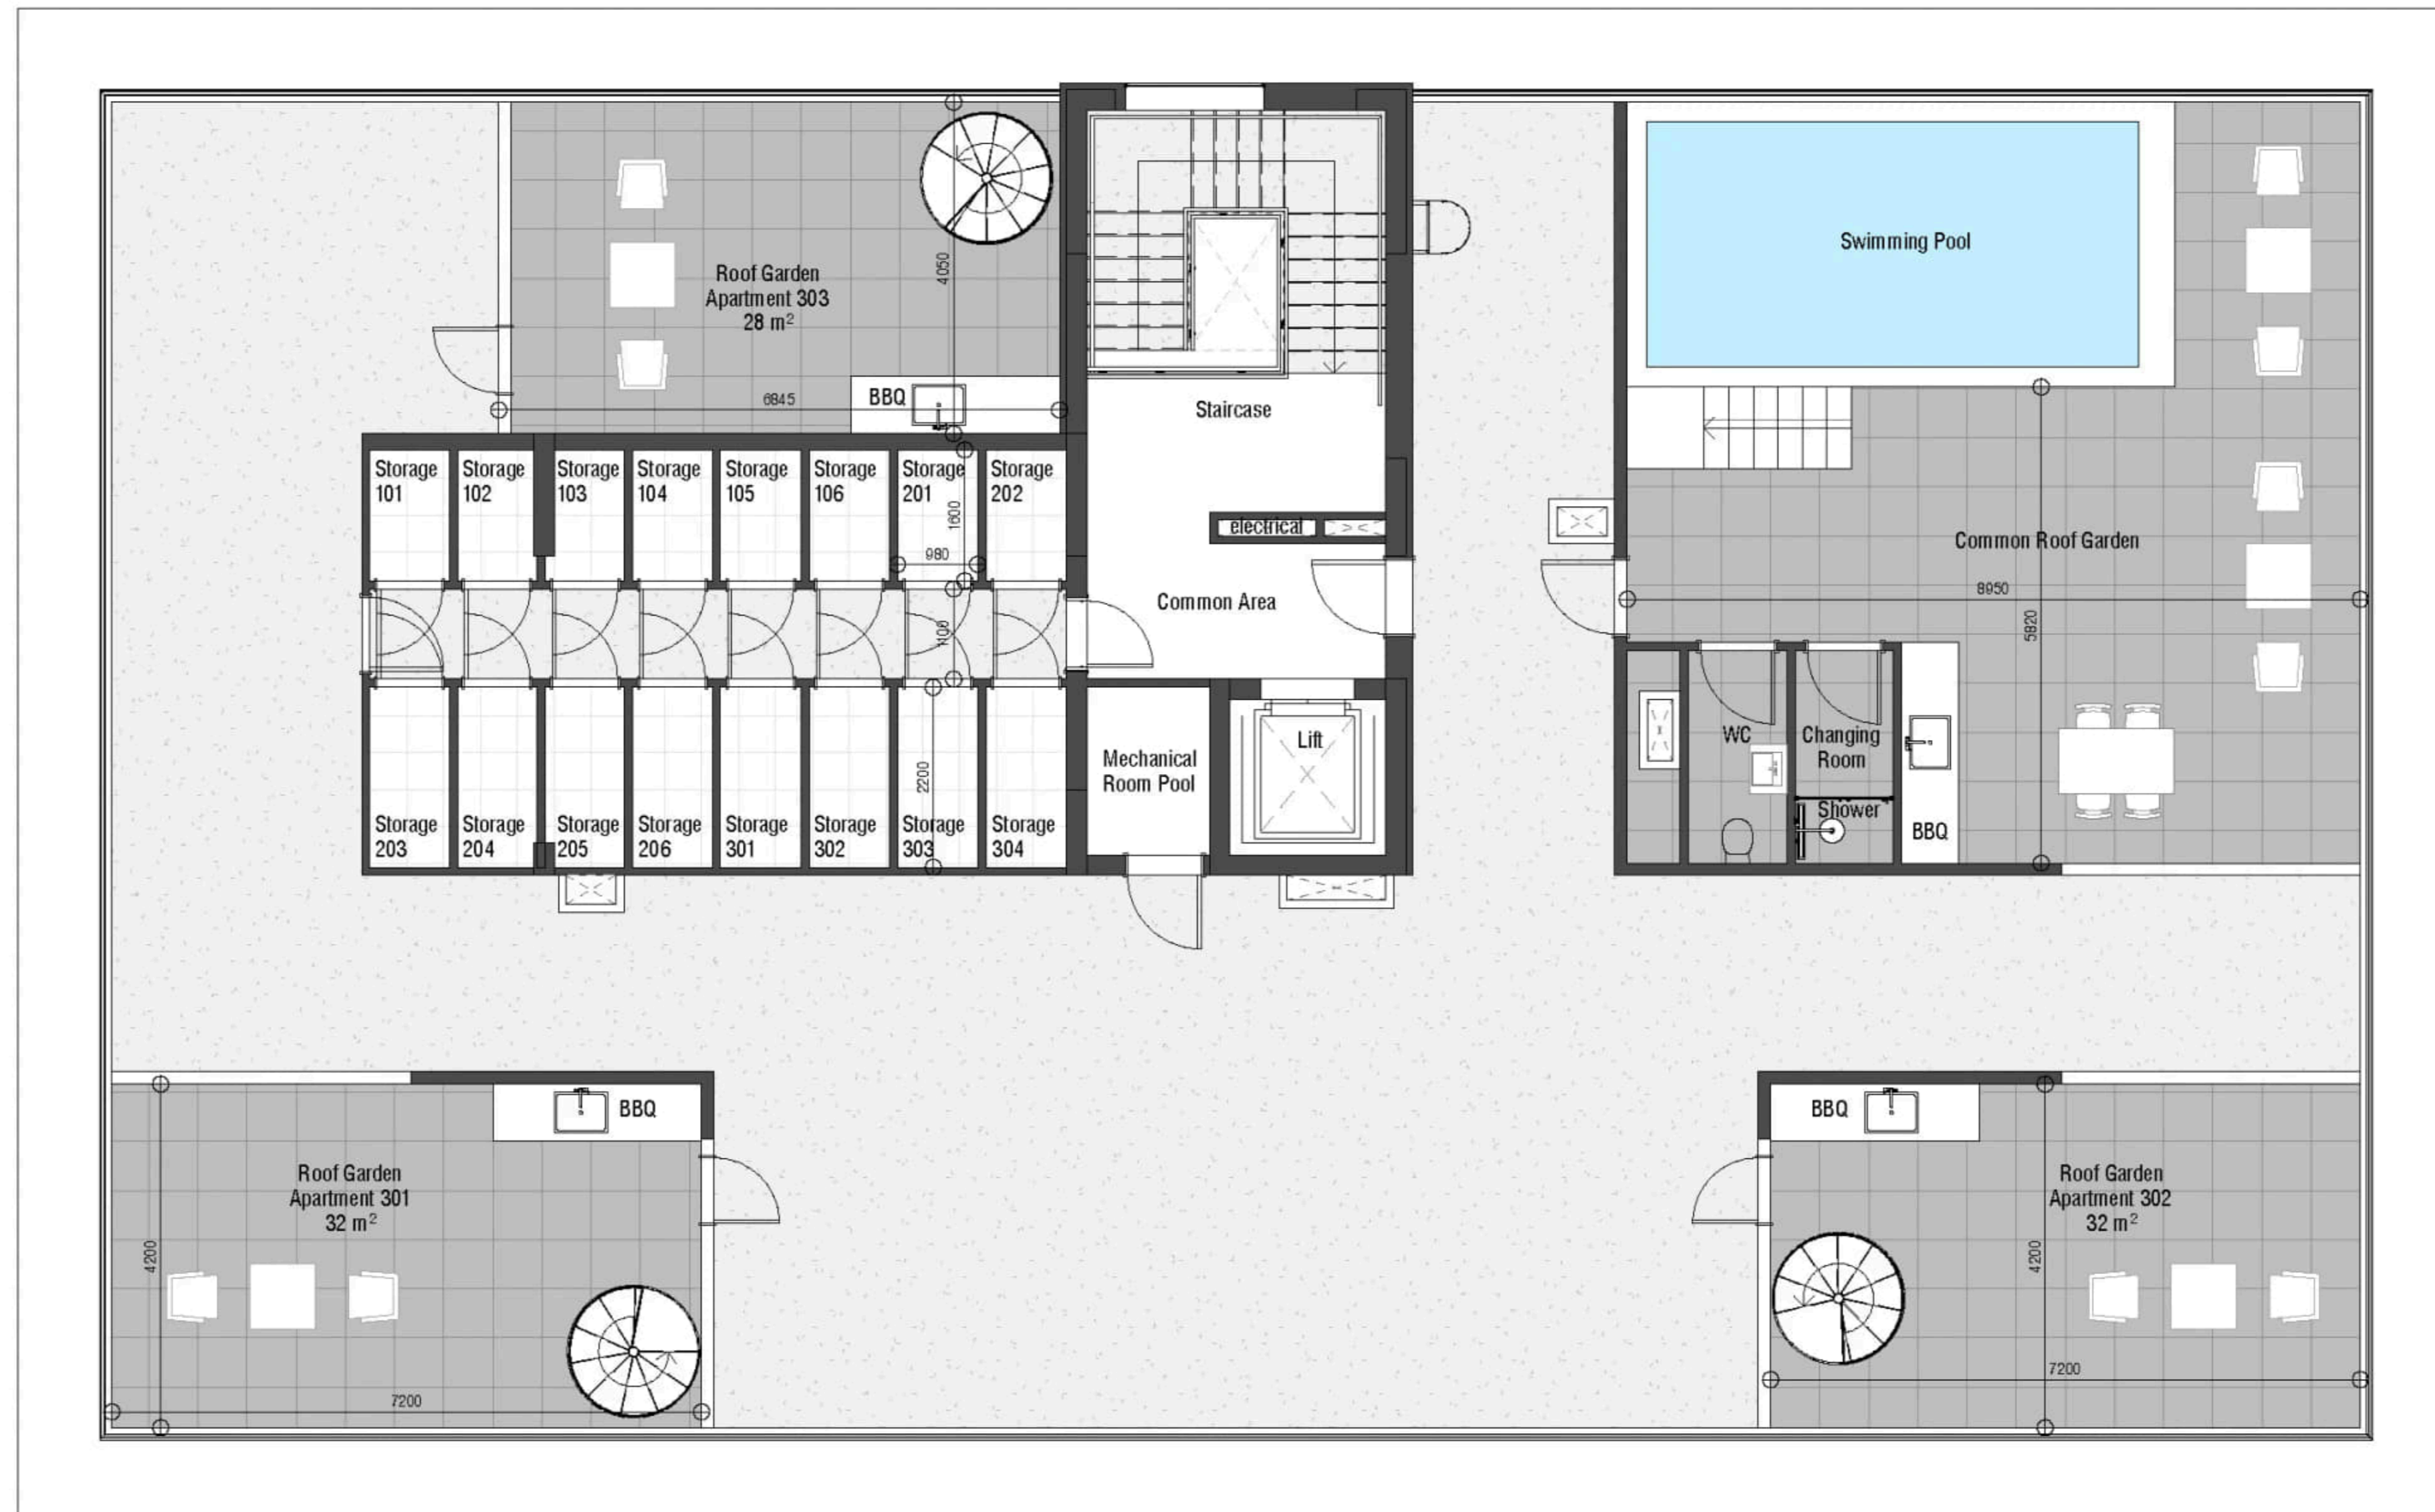 Roof Garden
Apartment 303
28 m²
4050
6845
BBQ
Staircase
Swimming Pool
Storage
101
Storage
102
Storage
103
Storage
104
Storage
105
Storage
106
Storage
201
Storage
202
1600
980
1400
electrical
Common Area
Common Roof Garden
8950
5820
Storage
203
Storage
204
Storage
205
Storage
206
Storage
301
Storage
302
Storage
303
Storage
304
2200
Mechanical
Room Pool
Lift
WC
Changing
Room
Shower
BBQ
BBQ
Roof Garden
Apartment 301
32 m²
4200
7200
BBQ
Roof Garden
Apartment 302
32 m²
4200
7200